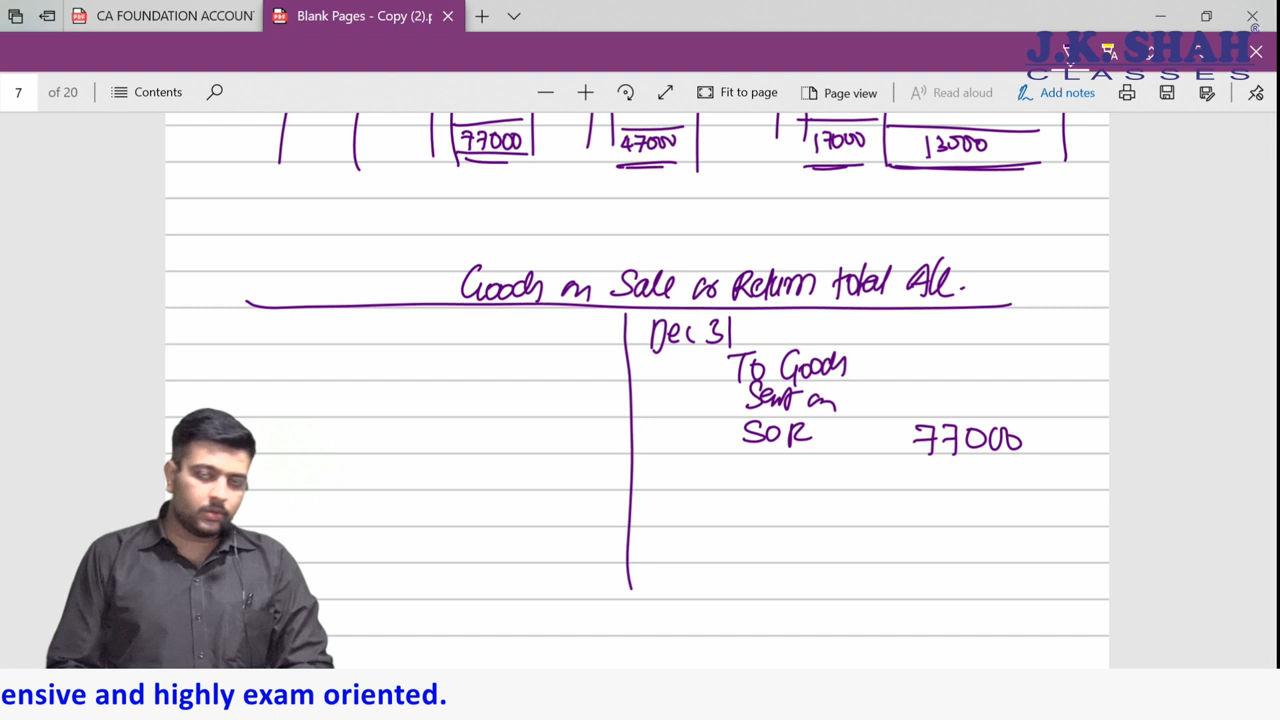 CA FOUNDATION ACCOUN
Blank Pages - Copy (2).p
J.K. SHAH ®
CLASSES
7 of 20
Contents
Fit to page
Page view
Read aloud
Add notes
77000 47000 17000 13000
Goods on Sale or Return total A/c.
Dec 31
To Goods
Sent on
SOR 77000
ensive and highly exam oriented.